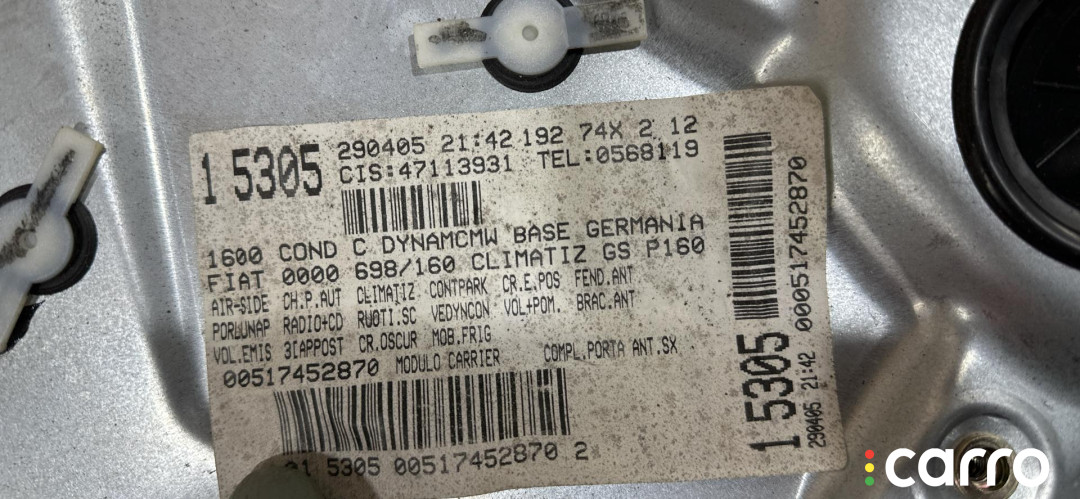 1 5305
290405 21:42 192 74X 2 12
CIS:47113931 TEL:0568119
1600 COND C DYNAMCMW *BASE GERMANIA
FIAT 0000 698/160 CLIMATIZ GS P160
AIR-SIDE CH.P.AUT CLIMATIZ CONTPARK CR.E.POS FEND.ANT
PORLUNAP RADIO+CD RUOTI.SC VEDYNCON VOL+POM. BRAC.ANT
VOL.EMIS 3IAPPOST CR.OSCUR MOB.FRIG
00517452870 MODULO CARRIER COMPL.PORTA ANT.SX
01 5305 00517452870 2
1 5305
290405 21:42 00051745287​0
carro